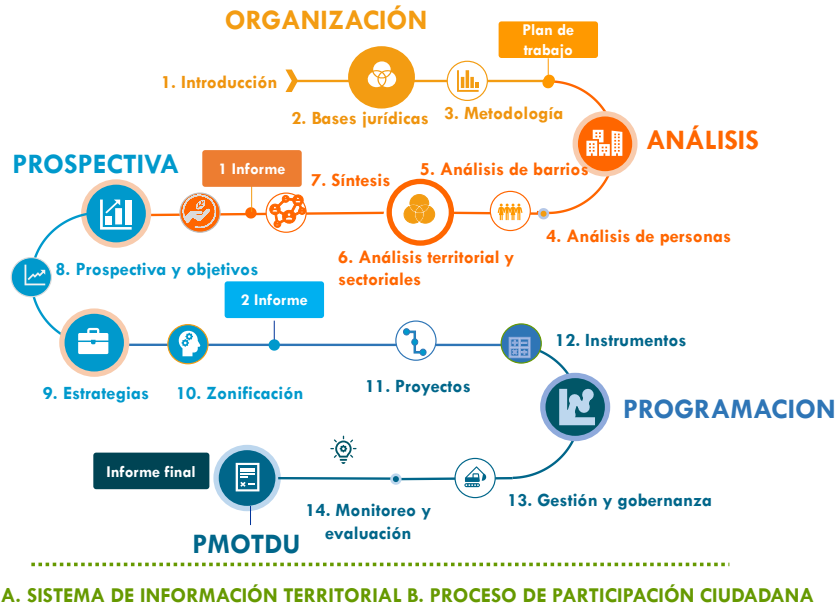 ORGANIZACIÓN
Plan de
trabajo
1. Introducción
2. Bases jurídicas
3. Metodología
ANÁLISIS
PROSPECTIVA
1 Informe
7. Síntesis
5. Análisis de barrios
4. Análisis de personas
6. Análisis territorial y
sectoriales
8. Prospectiva y objetivos
2 Informe
9. Estrategias
10. Zonificación
11. Proyectos
12. Instrumentos
PROGRAMACION
Informe final
13. Gestión y gobernanza
14. Monitoreo y
evaluación
PMOTDU
A. SISTEMA DE INFORMACIÓN TERRITORIAL B. PROCESO DE PARTICIPACIÓN CIUDADANA